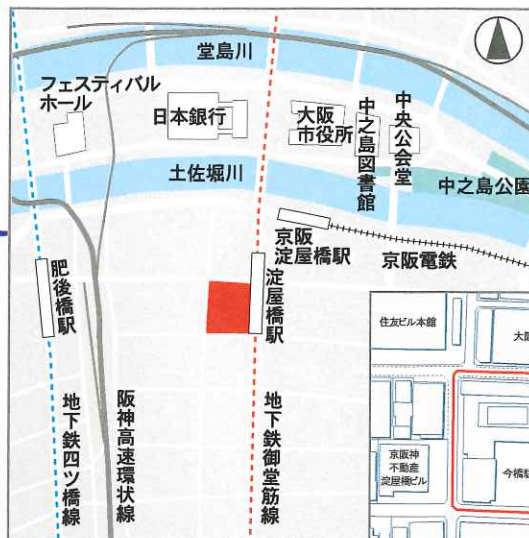 堂島川
フェスティバル
ホール
日本銀行
大阪
市役所
中之島図書館
中央公会堂
土佐堀川
中之島公園
京阪
淀屋橋駅
京阪電鉄
肥後橋駅
淀屋橋駅
地下鉄四ツ橋線
阪神高速環状線
地下鉄御堂筋線
住友ビル本館
大阪
京阪神
不動産
淀屋橋ビル
今橋